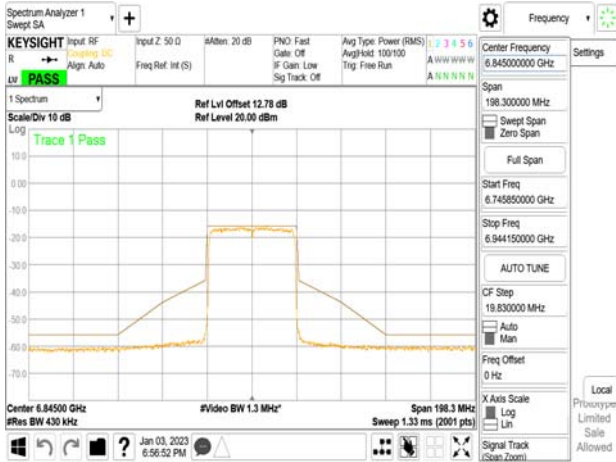 Spectrum Analyzer 1
Swept SA
+
Frequency
KEYSIGHT
R
LV
PASS
Input: RF
Coupling: DC
Align: Auto
Input Z: 50 Ω
Freq Ref: Int (S)
#Atten: 20 dB
PNO: Fast
Gate: Off
IF Gain: Low
Sig Track: Off
Avg Type: Power (RMS)
Avg|Hold: 100/100
Trig: Free Run
1 2 3 4 5 6
A W W W W W
A N N N N N
1 Spectrum
Scale/Div 10 dB
Ref Lvl Offset 12.78 dB
Ref Level 20.00 dBm
Log
Trace 1 Pass
10.0
0.00
-10.0
-20.0
-30.0
-40.0
-50.0
-60.0
-70.0
Center 6.84500 GHz
#Res BW 430 kHz
#Video BW 1.3 MHz*
Span 198.3 MHz
Sweep 1.33 ms (2001 pts)
?
Jan 03, 2023
6:56:52 PM
Center Frequency
6.845000000 GHz
Span
198.300000 MHz
Swept Span
Zero Span
Full Span
Start Freq
6.745850000 GHz
Stop Freq
6.944150000 GHz
AUTO TUNE
CF Step
19.830000 MHz
Auto
Man
Freq Offset
0 Hz
X Axis Scale
Log
Lin
Signal Track
(Span Zoom)
Settings
Local
Prototype
Limited
Sale
Allowed